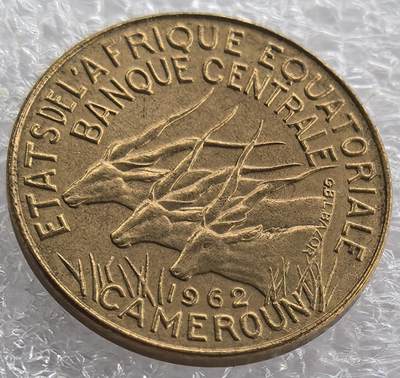 ETATS DE L'AFRIQUE EQUATORIALE
BANQUE CENTRALE
G.B.L. BAZOR
1962
CAMEROUN